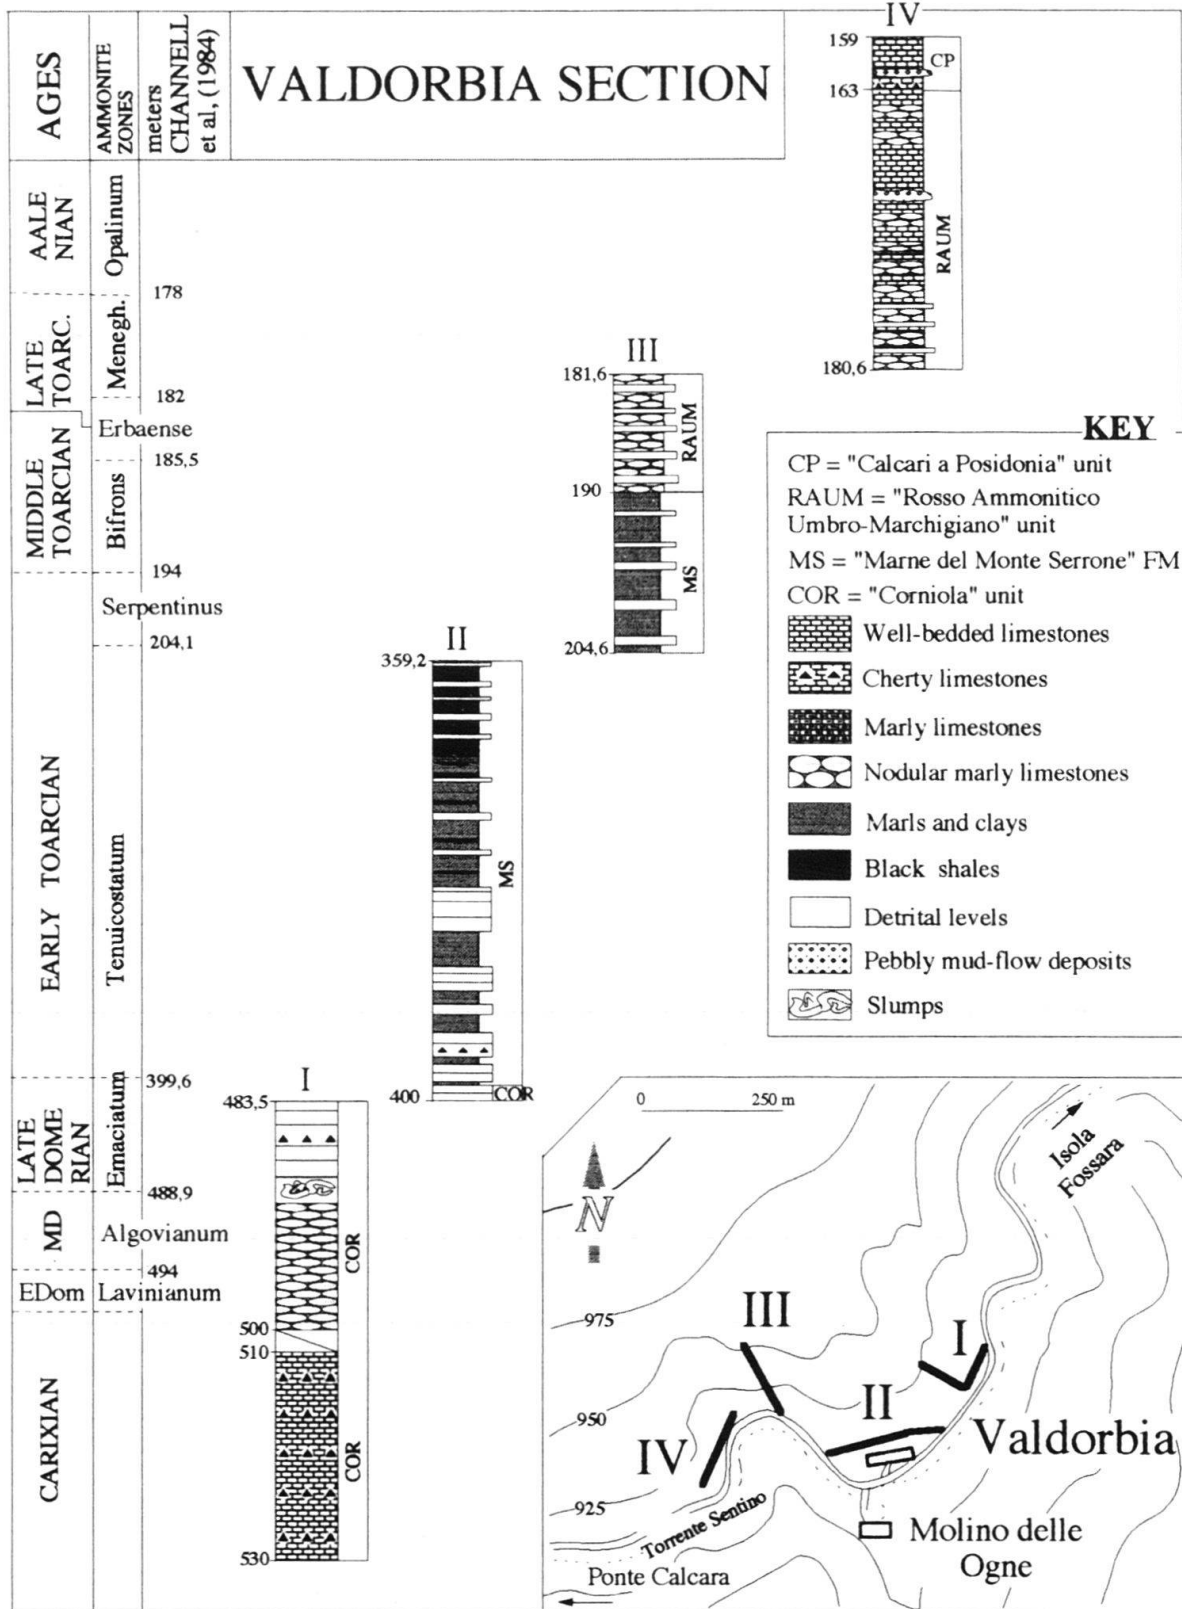 AGES
AMMONITE
ZONES
meters
CHANNELL
et al, (1984)
VALDORBIA SECTION
AALE
NIAN
LATE
TOARC.
MIDDLE
TOARCIAN
EARLY TOARCIAN
LATE
DOME
RIAN
MD
EDom
CARIXIAN
Opalinum
Menegh.
Erbaense
Bifrons
Serpentinus
Tenuicostatum
Emaciatum
Algovianum
Lavinianum
178
182
185,5
194
204,1
399,6
488,9
494
I
483,5
500
510
530
COR
COR
II
359,2
400
MS
COR
III
181,6
190
204,6
RAUM
MS
IV
159
163
180,6
CP
RAUM
KEY
CP = "Calcari a Posidonia" unit
RAUM = "Rosso Ammonitico
Umbro-Marchigiano" unit
MS = "Marne del Monte Serrone" FM
COR = "Corniola" unit
Well-bedded limestones
Cherty limestones
Marly limestones
Nodular marly limestones
Marls and clays
Black shales
Detrital levels
Pebbly mud-flow deposits
Slumps
0 250 m
N
Isola
Fossara
975
950
925
III
I
II
IV
Valdorbia
Torrente Sentino
Molino delle
Ogne
Ponte Calcara